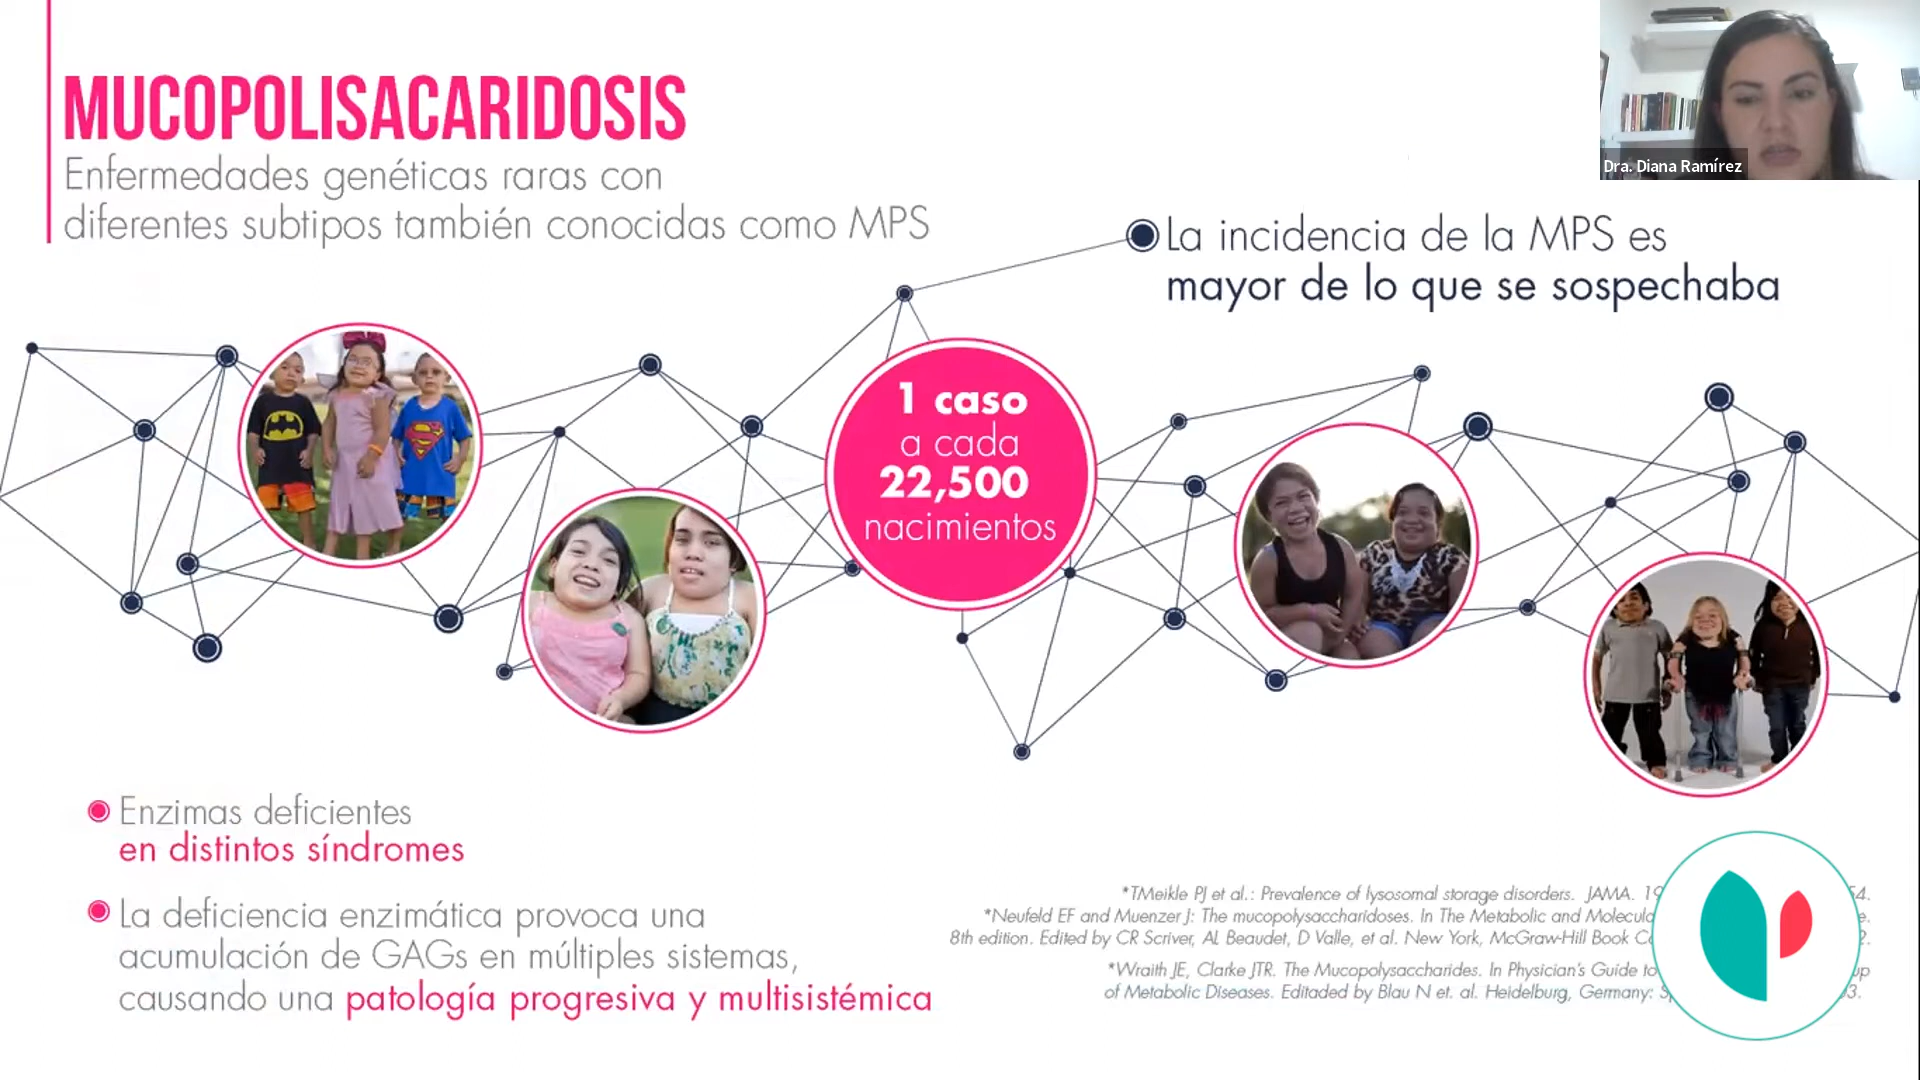 MUCOPOLISACARIDOSIS
Enfermedades genéticas raras con
diferentes subtipos también conocidas como MPS
Dra. Diana Ramírez
La incidencia de la MPS es
mayor de lo que se sospechaba
1 caso
a cada
22,500
nacimientos
Enzimas deficientes
en distintos síndromes
La deficiencia enzimática provoca una
acumulación de GAGs en múltiples sistemas,
causando una patología progresiva y multisistémica
*TMeikle PJ et al.: Prevalence of lysosomal storage disorders. JAMA. 19 54.
*Neufeld EF and Muenzer J: The mucopolysaccharidoses. In The Metabolic and
8th edition. Edited by CR Scriver, AL Beaudet, D Valle, et al. New York, McGraw-Hill Book
*Wraith JE, Clarke JTR. The Mucopolysaccharides. In Physician's Guide to
of Metabolic Diseases. Editaded by Blau N et. al. Heidelburg, Germany: